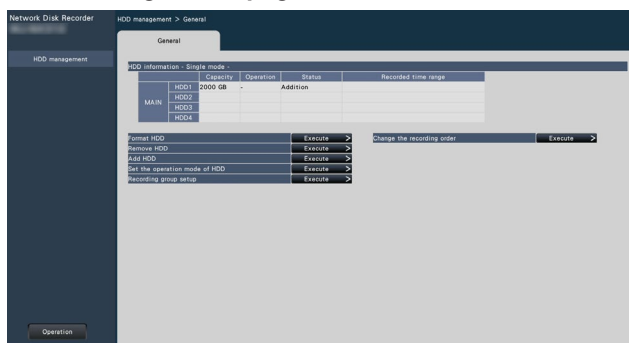 Network Disk Recorder
HDD management > General
General
HDD management
HDD information - Single mode -
Capacity Operation Status Recorded time range
MAIN
HDD1 2000 GB - Addition
HDD2
HDD3
HDD4
Format HDD Execute > Change the recording order Execute >
Remove HDD Execute >
Add HDD Execute >
Set the operation mode of HDD Execute >
Recording group setup Execute >
Operation